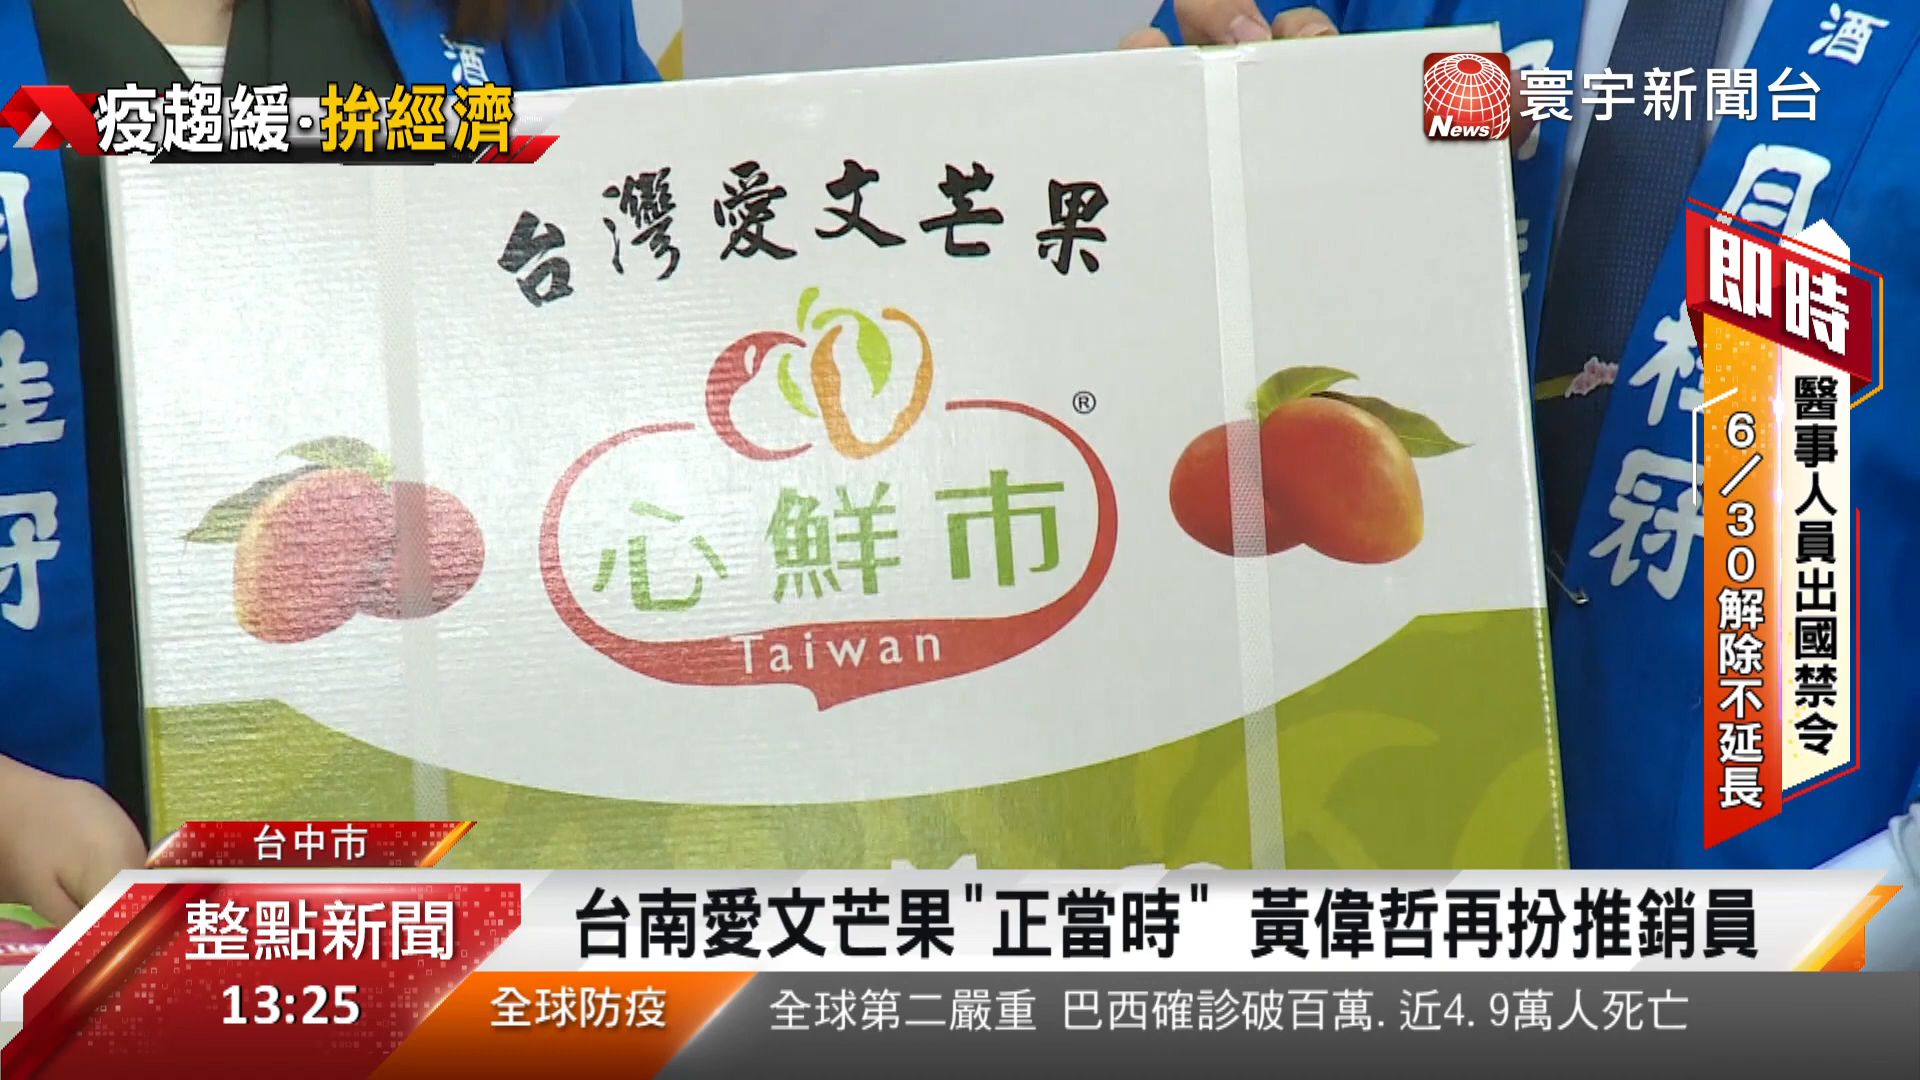 疫趨緩·拚經濟
News
寰宇新聞台
酒
酒
台灣愛文芒果
®
心鮮市
Taiwan
即時
醫事人員出國禁令
6/30解除不延長
台中市
整點新聞
台南愛文芒果"正當時" 黃偉哲再扮推銷員
13:25
全球防疫
全球第二嚴重 巴西確診破百萬.近4.9萬人死亡